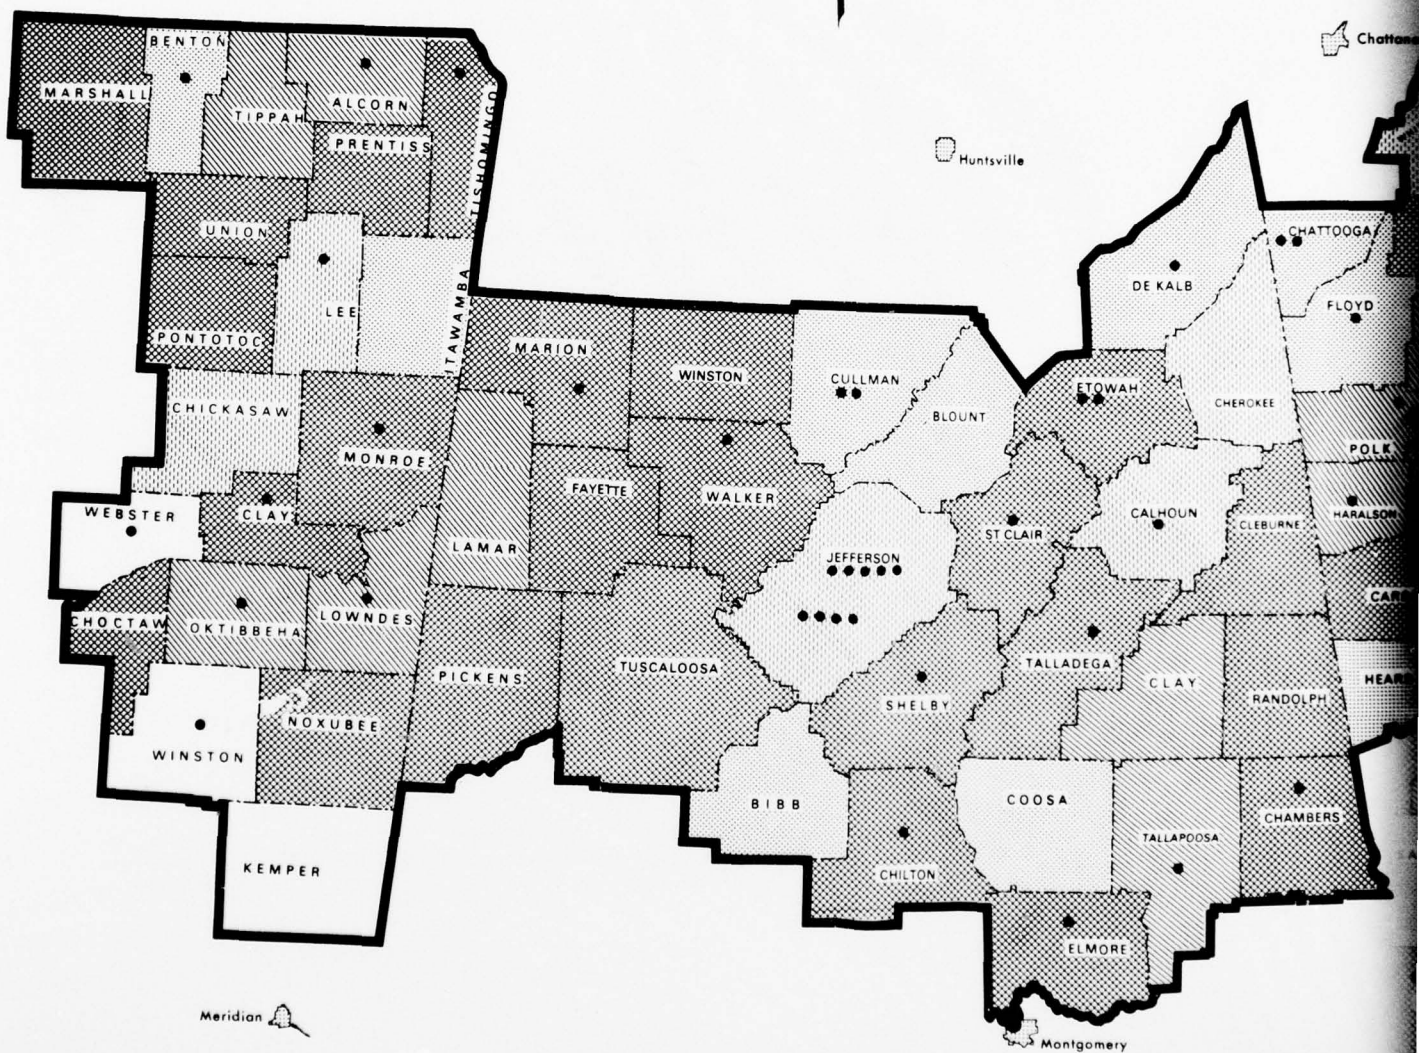 Huntsville
BENTON
MARSHALL
TIPPAH
ALCORN
PRENTISS
TISHOMINGO
UNION
PONTOTOC
LEE
ITAWAMBA
CHICKASAW
MONROE
WEBSTER
CLAY
CHOCTAW
OKTIBBEHA
LOWNDES
WINSTON
NOXUBEE
KEMPER
MARION
WINSTON
LAMAR
FAYETTE
WALKER
PICKENS
TUSCALOOSA
CULLMAN
BLOUNT
JEFFERSON
ST CLAIR
SHELBY
BIBB
CHILTON
DE KALB
ETOWAH
CHEROKEE
CALHOUN
CLEBURNE
TALLADEGA
CLAY
RANDOLPH
COOSA
TALLAPOOSA
CHAMBERS
ELMORE
CHATTOOGA
FLOYD
POLK
HARALSON
Meridian
Montgomery